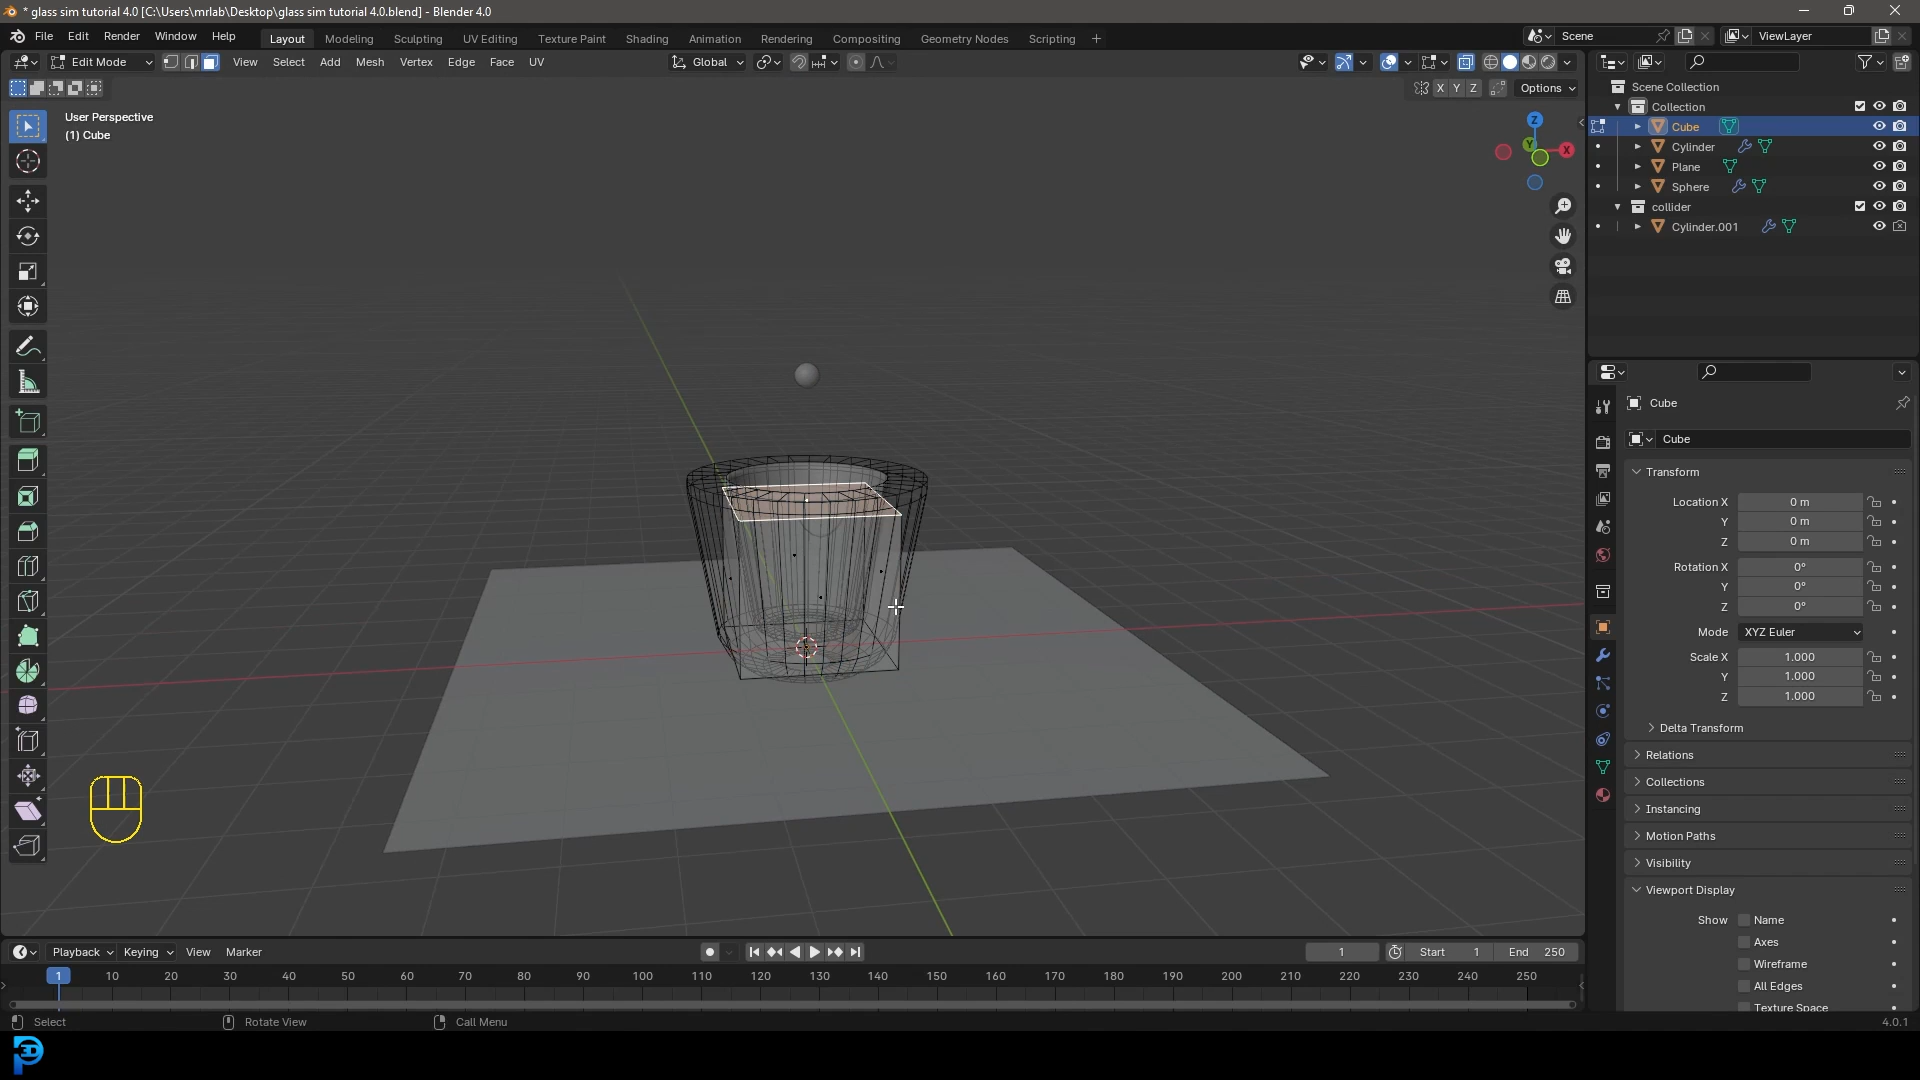 * glass sim tutorial 4.0 [C:\Users\mrlab\Desktop\glass sim tutorial 4.0.blend] - Blender 4.0
File Edit Render Window Help Layout Modeling Sculpting UV Editing Texture Paint Shading Animation Rendering Compositing Geometry Nodes Scripting + Scene ViewLayer
Edit Mode View Select Add Mesh Vertex Edge Face UV Global
X Y Z Options
User Perspective
(1) Cube
Z
Y X
Scene Collection
Collection
Cube
Cylinder
Plane
Sphere
collider
Cylinder.001
Cube
Cube
Transform
Location X 0 m
Y 0 m
Z 0 m
Rotation X 0°
Y 0°
Z 0°
Mode XYZ Euler
Scale X 1.000
Y 1.000
Z 1.000
Delta Transform
Relations
Collections
Instancing
Motion Paths
Visibility
Viewport Display
Show Name
Axes
Wireframe
All Edges
Texture Space
Playback Keying View Marker 1 Start 1 End 250
1 10 20 30 40 50 60 70 80 90 100 110 120 130 140 150 160 170 180 190 200 210 220 230 240 250
Select Rotate View Call Menu 4.0.1